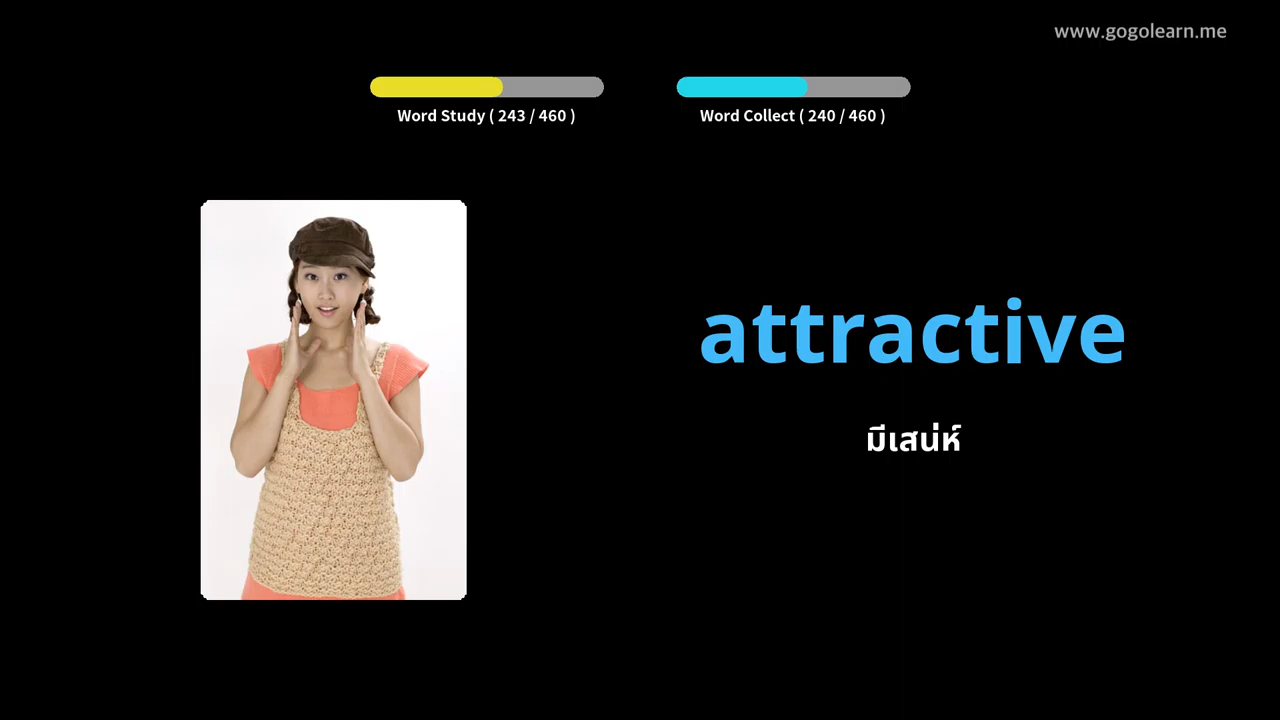 www.gogolearn.me
Word Study ( 243 / 460 )
Word Collect ( 240 / 460 )
attractive
มีเสน่ห์